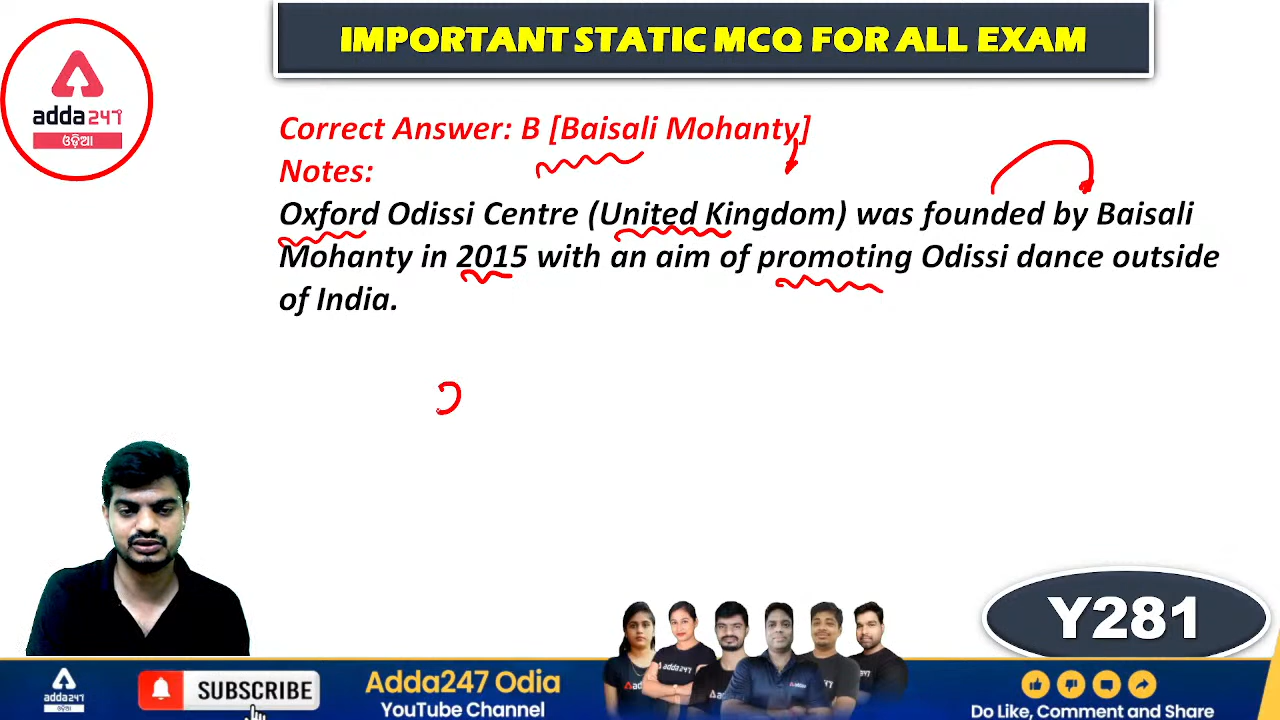 IMPORTANT STATIC MCQ FOR ALL EXAM
adda247
ଓଡ଼ିଆ
Correct Answer: B [Baisali Mohanty]
Notes:
Oxford Odissi Centre (United Kingdom) was founded by Baisali
Mohanty in 2015 with an aim of promoting Odissi dance outside
of India.
Y281
adda247
ଓଡ଼ିଆ
SUBSCRIBE
Adda247 Odia
YouTube Channel
Do Like, Comment and Share